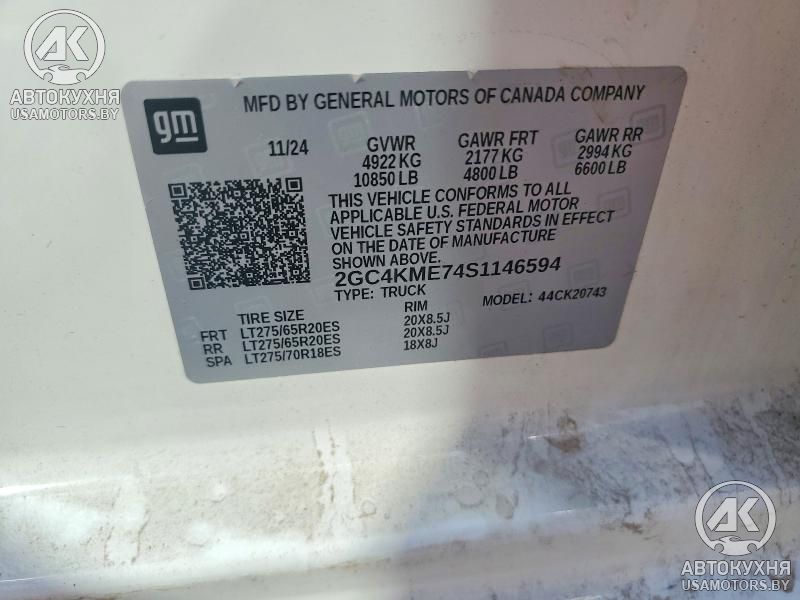 AK
АВТОКУХНЯ
USAMOTORS.BY
gm
MFD BY GENERAL MOTORS OF CANADA COMPANY
11/24
GVWR GAWR FRT GAWR RR
4922 KG 2177 KG 2994 KG
10850 LB 4800 LB 6600 LB
THIS VEHICLE CONFORMS TO ALL
APPLICABLE U.S. FEDERAL MOTOR
VEHICLE SAFETY STANDARDS IN EFFECT
ON THE DATE OF MANUFACTURE
SHOWN ABOVE.
2GC4KME74S1146594
TYPE: TRUCK MODEL: 44CK20743
TIRE SIZE RIM
FRT LT275/65R20ES 20X8.5J
RR LT275/65R20ES 20X8.5J
SPA LT275/70R18ES 18X8J
AK
АВТОКУХНЯ
USAMOTORS.BY